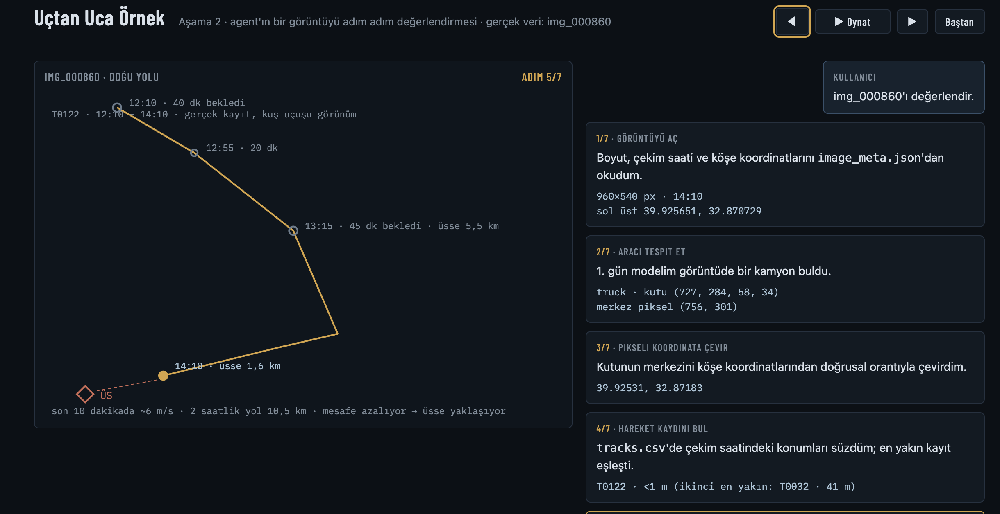 Uçtan Uca Örnek
Aşama 2 · agent'ın bir görüntüyü adım adım değerlendirmesi · gerçek veri: img_000860
◀
▶ Oynat
▶
Baştan
IMG_000860 · DOĞU YOLU
ADIM 5/7
12:10 · 40 dk bekledi
T0122 · 12:10 – 14:10 · gerçek kayıt, kuş uçuşu görünüm
12:55 · 20 dk
13:15 · 45 dk bekledi · üsse 5,5 km
14:10 · üsse 1,6 km
ÜS
son 10 dakikada ~6 m/s · 2 saatlik yol 10,5 km · mesafe azalıyor → üsse yaklaşıyor
KULLANICI
img_000860'ı değerlendir.
1/7 · GÖRÜNTÜYÜ AÇ
Boyut, çekim saati ve köşe koordinatlarını image_meta.json'dan
okudum.
960×540 px · 14:10
sol üst 39.925651, 32.870729
2/7 · ARACI TESPIT ET
1. gün modelim görüntüde bir kamyon buldu.
truck · kutu (727, 284, 58, 34)
merkez piksel (756, 301)
3/7 · PIKSELI KOORDINATA ÇEVIR
Kutunun merkezini köşe koordinatlarından doğrusal orantıyla çevirdim.
39.92531, 32.87183
4/7 · HAREKET KAYDINI BUL
tracks.csv'de çekim saatindeki konumları süzdüm; en yakın kayıt
eşleşti.
T0122 · <1 m (ikinci en yakın: T0032 · 41 m)